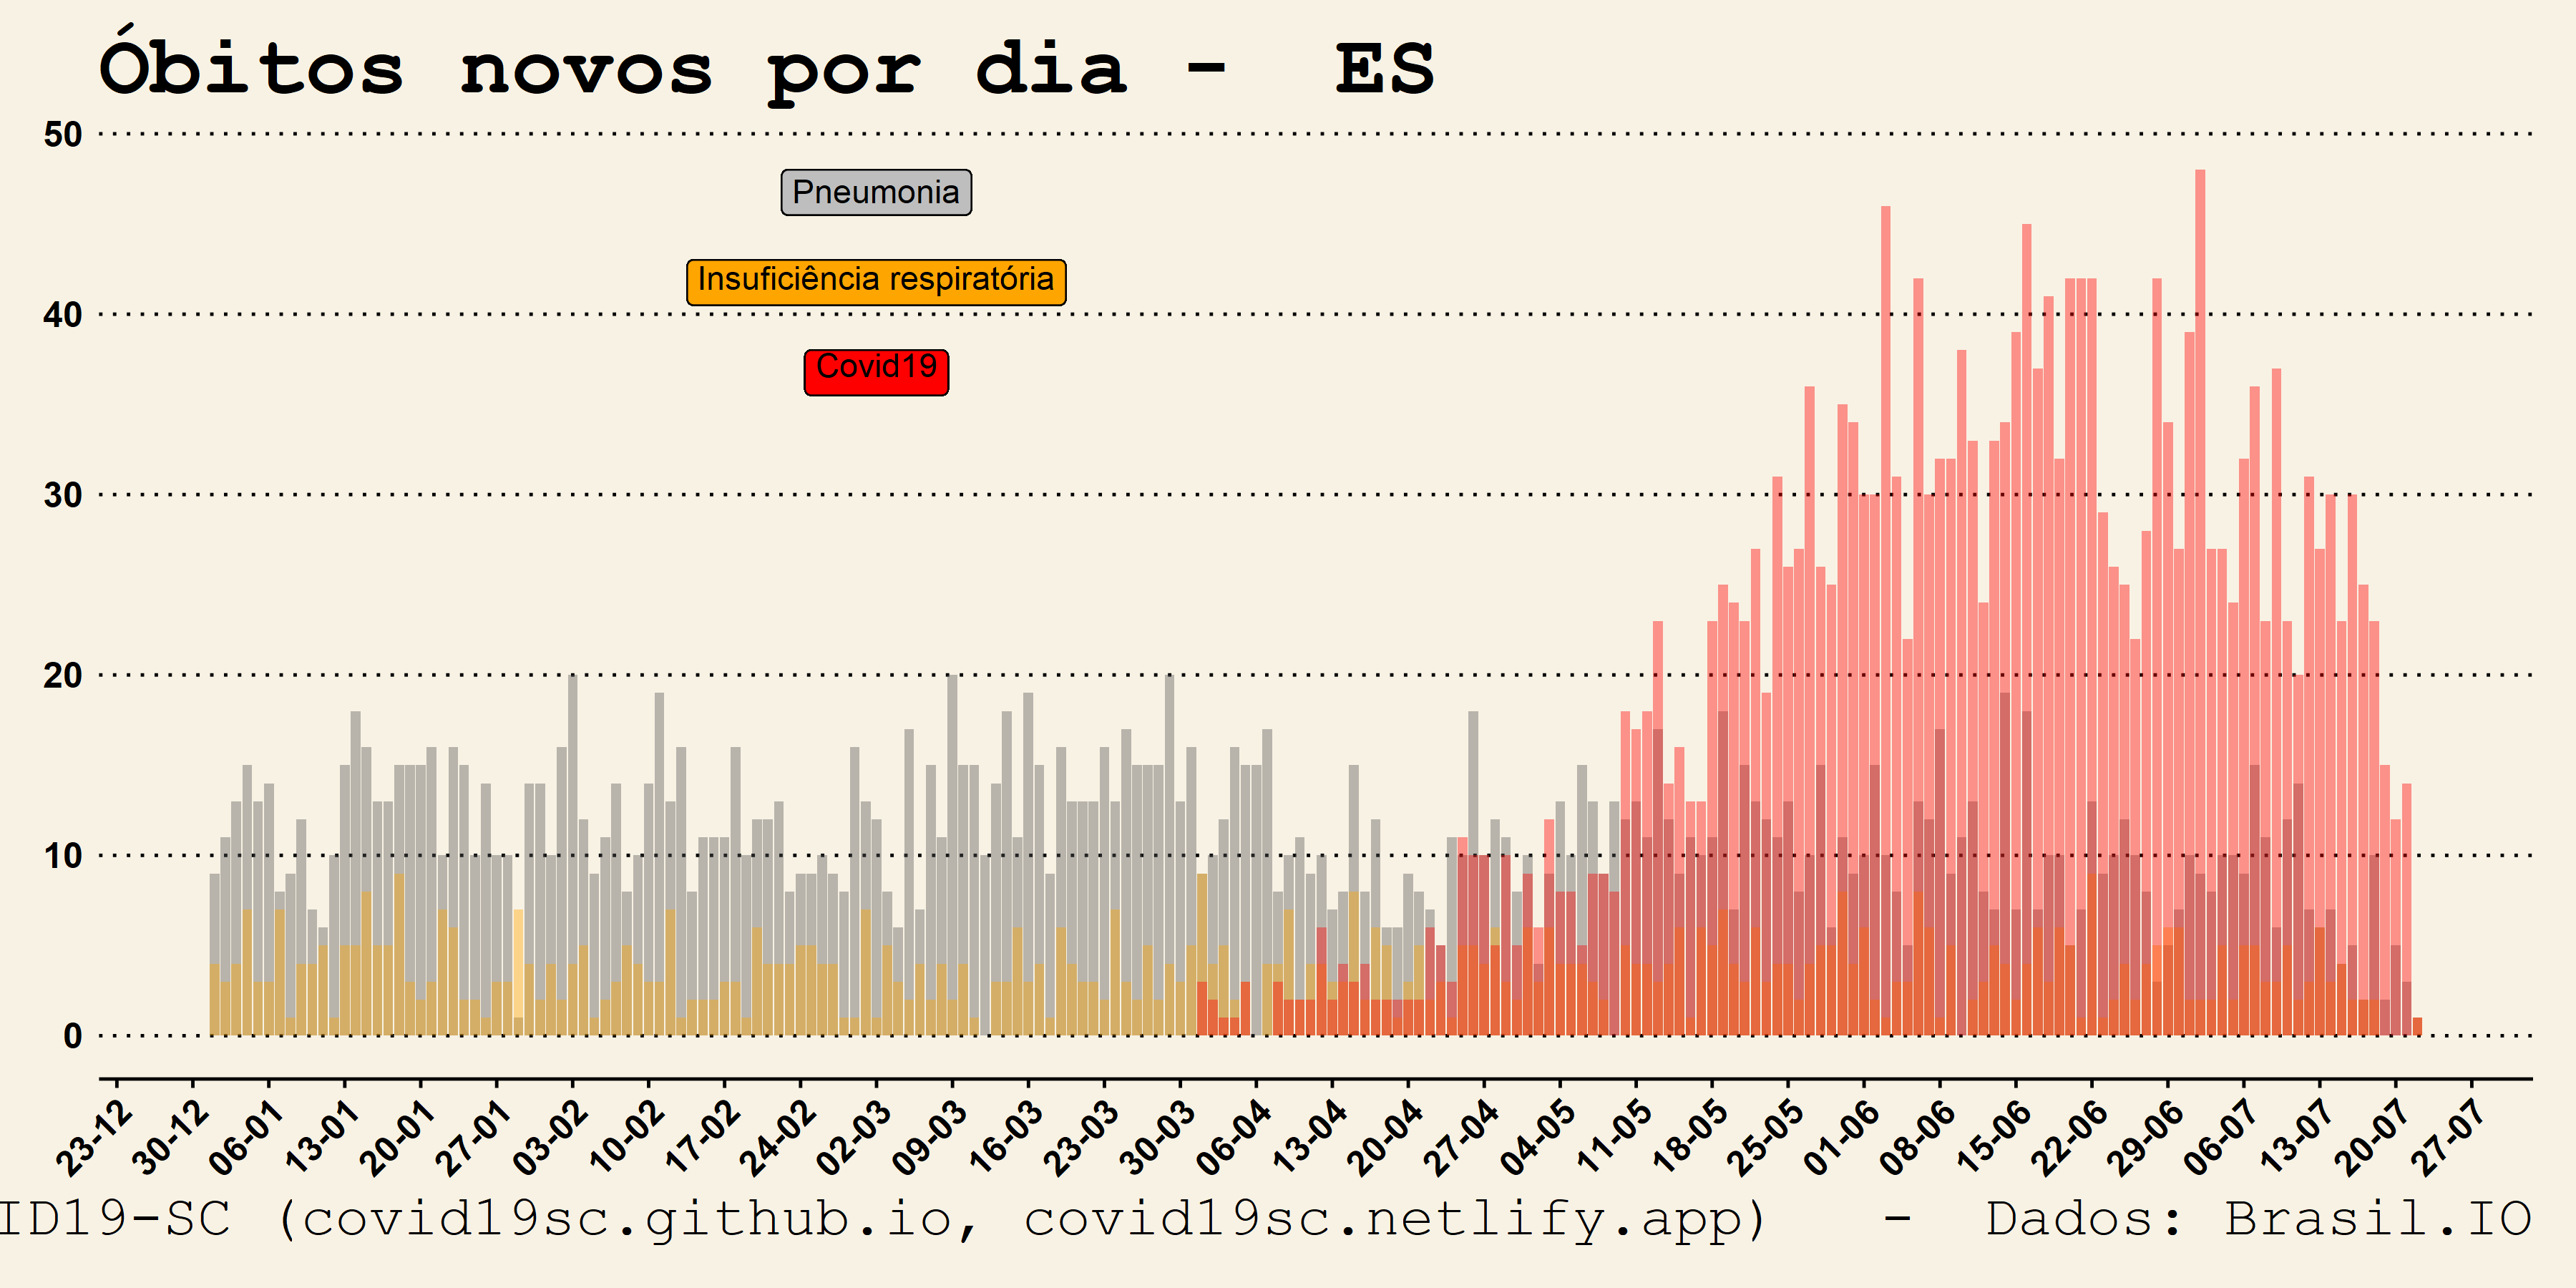 Óbitos novos por dia - ES
50
Pneumonia
Insuficiência respiratória
40
Covid19
30
20
10
0
23-12 30-12 06-01 13-01 20-01 27-01 03-02 10-02 17-02 24-02 02-03 09-03 16-03 23-03 30-03 06-04 13-04 20-04 27-04 04-05 11-05 18-05 25-05 01-06 08-06 15-06 22-06 29-06 06-07 13-07 20-07 27-07
ID19-SC (covid19sc.github.io, covid19sc.netlify.app) - Dados: Brasil.IO